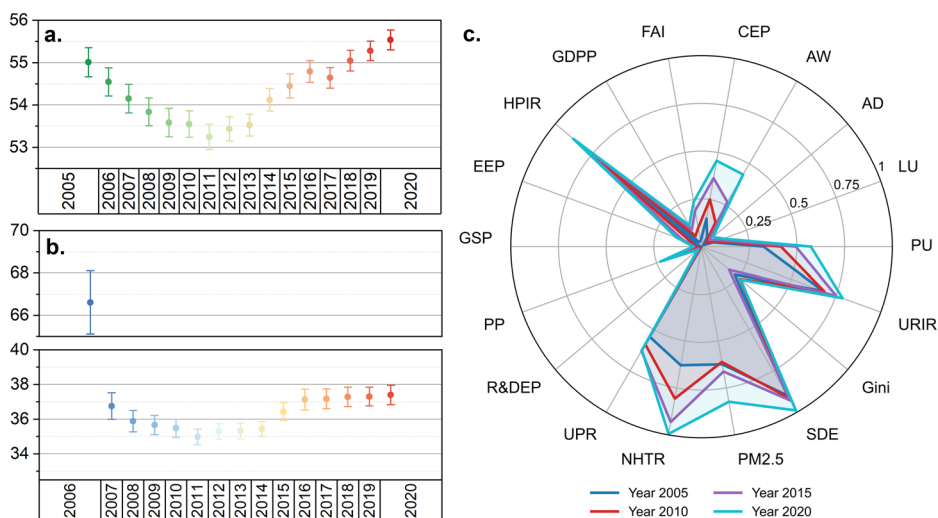 a.
56
55
54
53
2005
2006
2007
2008
2009
2010
2011
2012
2013
2014
2015
2016
2017
2018
2019
2020
b.
70
68
66
40
38
36
34
2006
2007
2008
2009
2010
2011
2012
2013
2014
2015
2016
2017
2018
2019
2020
c.
FAI
CEP
GDPP
AW
HPIR
AD
EEP
1
LU
0.75
0.5
0.25
GSP
PU
PP
URIR
R&DEP
Gini
UPR
SDE
NHTR
PM2.5
Year 2005
Year 2015
Year 2010
Year 2020